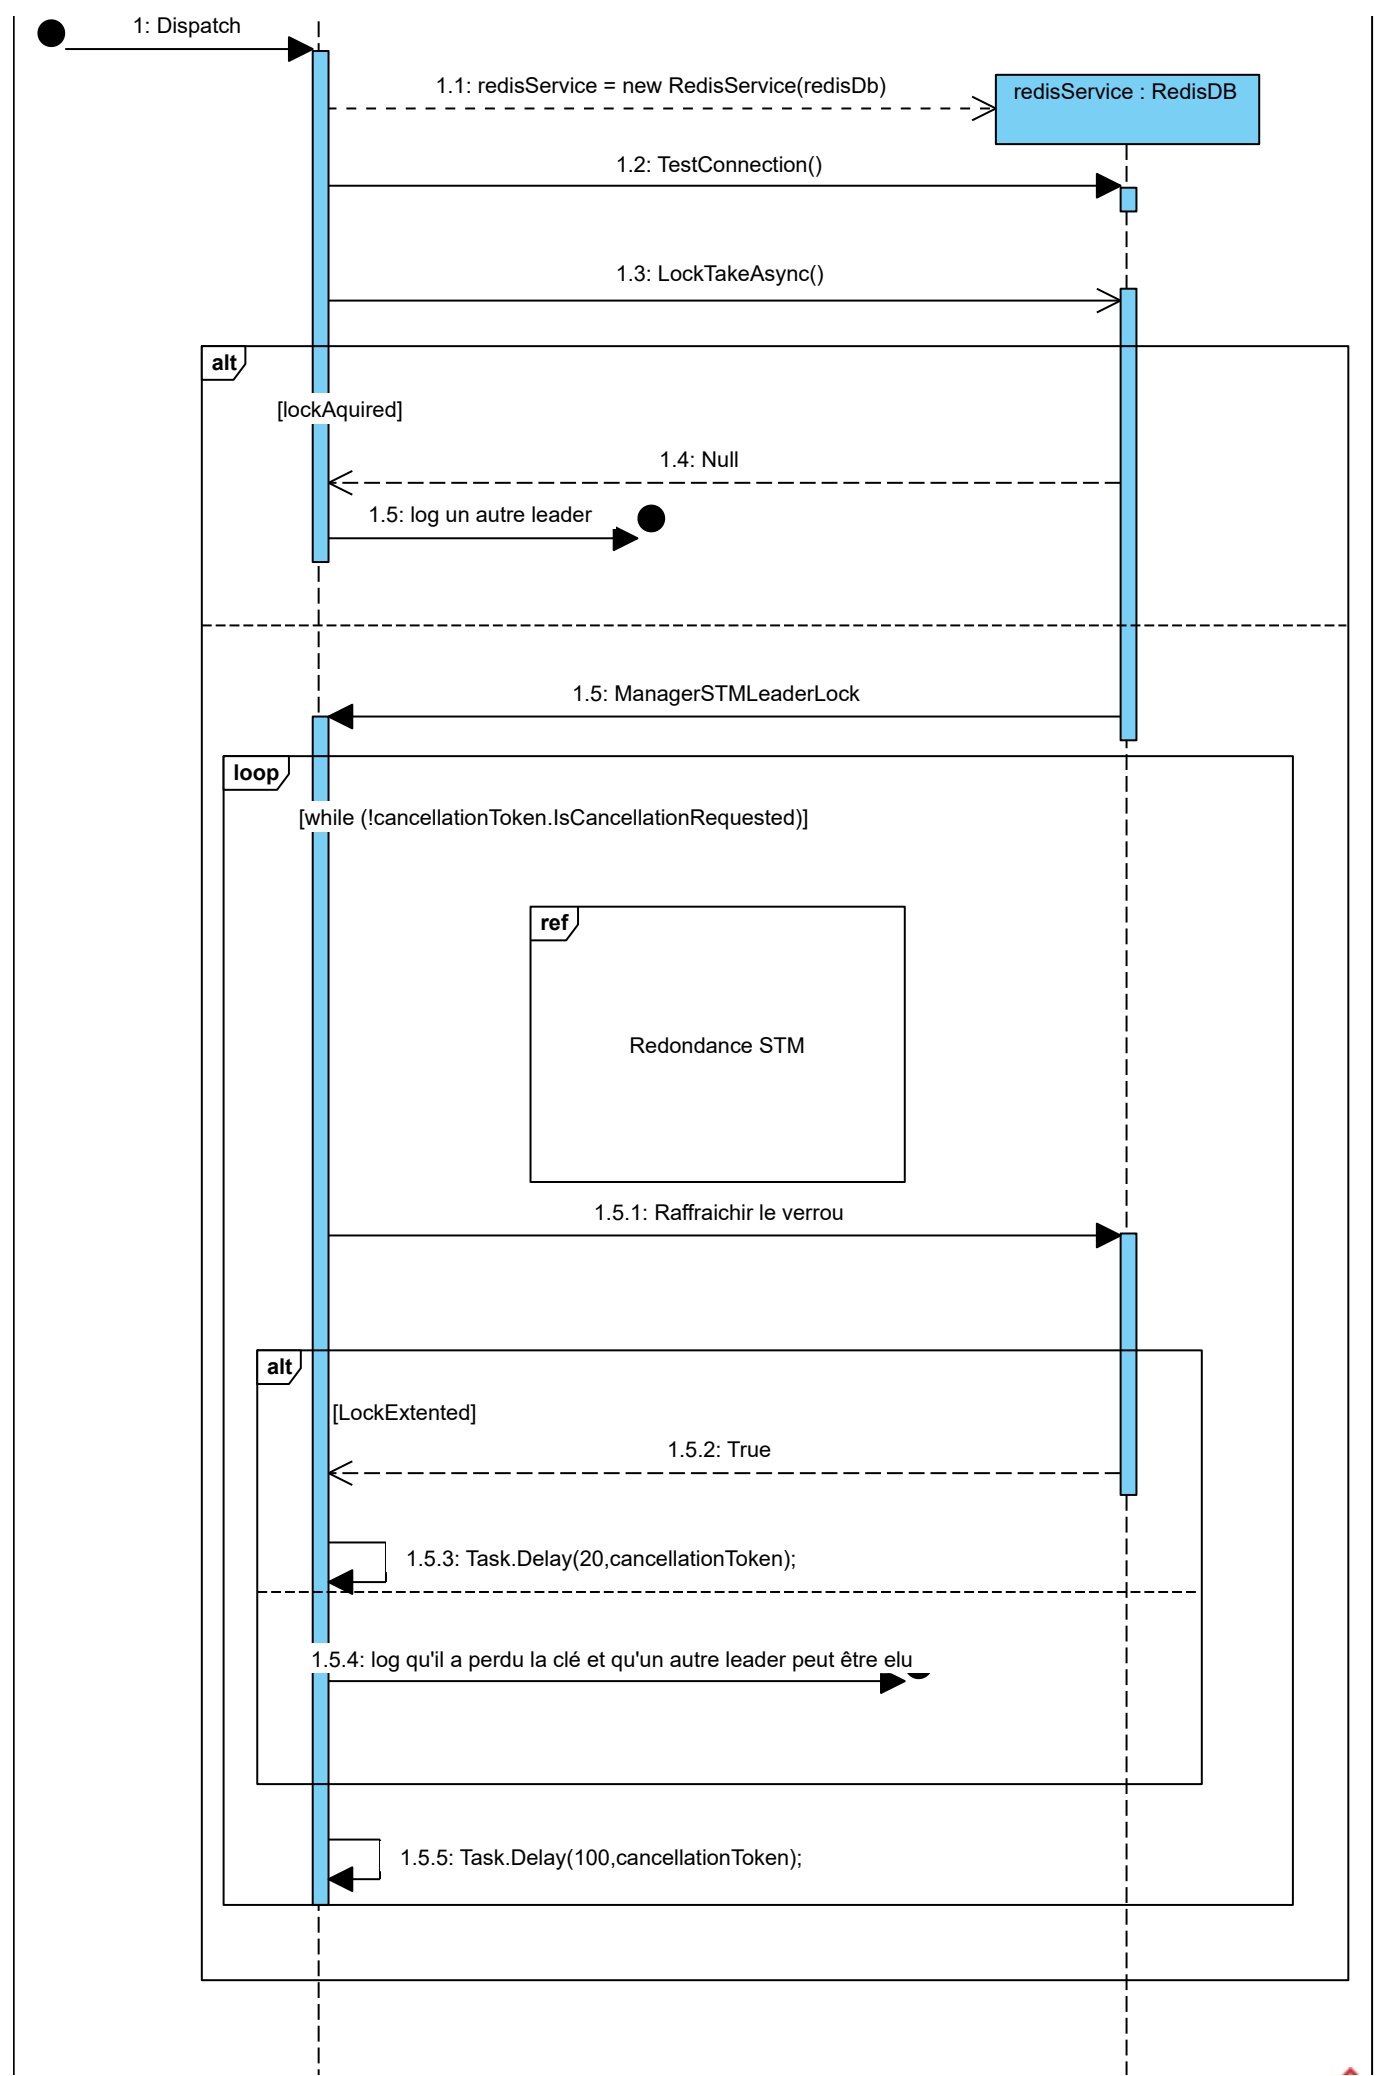 1: Dispatch
1.1: redisService = new RedisService(redisDb)
redisService : RedisDB
1.2: TestConnection()
1.3: LockTakeAsync()
alt
[lockAquired]
1.4: Null
1.5: log un autre leader
1.5: ManagerSTMLeaderLock
loop
[while (!cancellationToken.IsCancellationRequested)]
ref
Redondance STM
1.5.1: Raffraichir le verrou
alt
[LockExtented]
1.5.2: True
1.5.3: Task.Delay(20,cancellationToken);
1.5.4: log qu'il a perdu la clé et qu'un autre leader peut être elu
1.5.5: Task.Delay(100,cancellationToken);